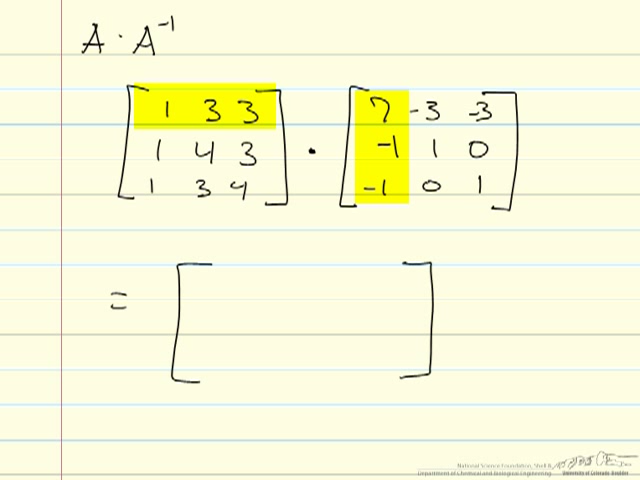 A · A⁻¹
[1 3 3] · [7 -3 -3]
[1 4 3] [-1 1 0]
[1 3 4] [-1 0 1]
= [ ]
National Science Foundation, Shell &
Department of Chemical and Biological Engineering
University of Colorado Boulder